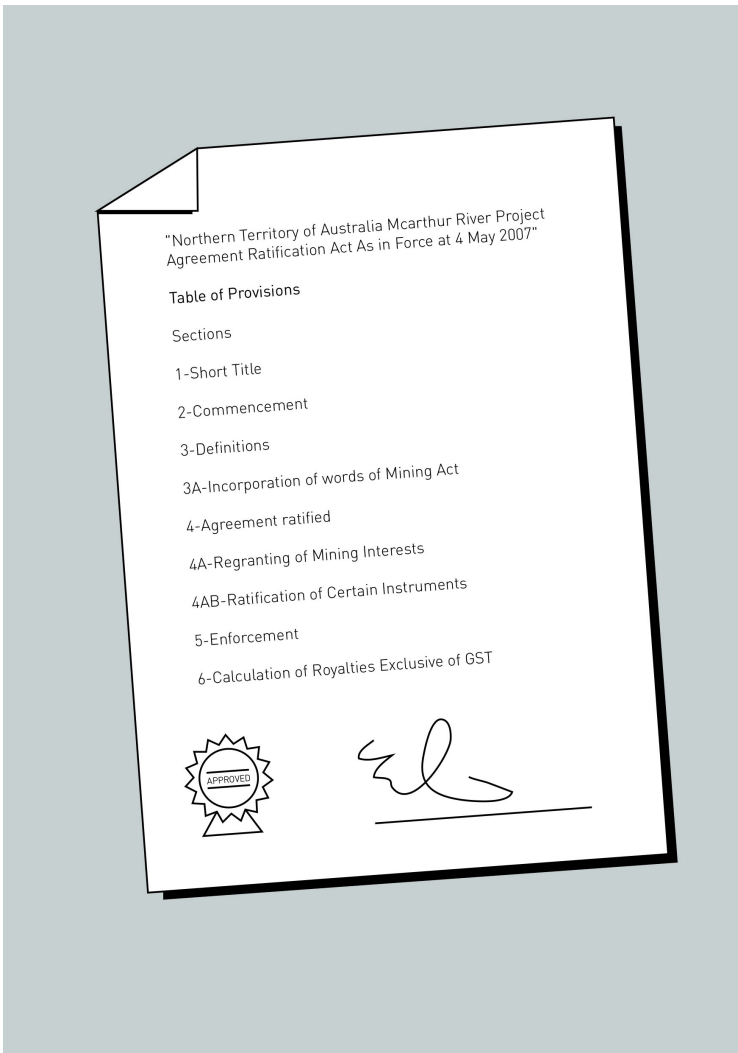 "Northern Territory of Australia Mcarthur River Project
Agreement Ratification Act As in Force at 4 May 2007"
Table of Provisions
Sections
1-Short Title
2-Commencement
3-Definitions
3A-Incorporation of words of Mining Act
4-Agreement ratified
4A-Regranting of Mining Interests
4AB-Ratification of Certain Instruments
5-Enforcement
6-Calculation of Royalties Exclusive of GST
APPROVED